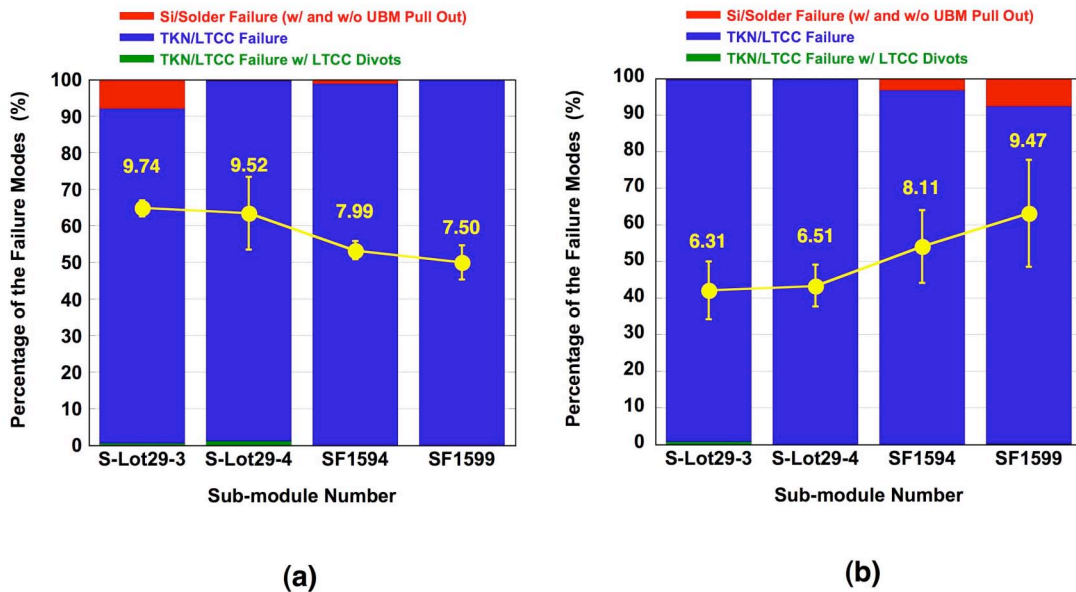 Si/Solder Failure (w/ and w/o UBM Pull Out)
TKN/LTCC Failure
TKN/LTCC Failure w/ LTCC Divots
Percentage of the Failure Modes (%)
100
90
80
70
60
50
40
30
20
10
0
9.74
9.52
7.99
7.50
S-Lot29-3 S-Lot29-4 SF1594 SF1599
Sub-module Number
(a)
Si/Solder Failure (w/ and w/o UBM Pull Out)
TKN/LTCC Failure
TKN/LTCC Failure w/ LTCC Divots
Percentage of the Failure Modes (%)
100
90
80
70
60
50
40
30
20
10
0
6.31
6.51
8.11
9.47
S-Lot29-3 S-Lot29-4 SF1594 SF1599
Sub-module Number
(b)